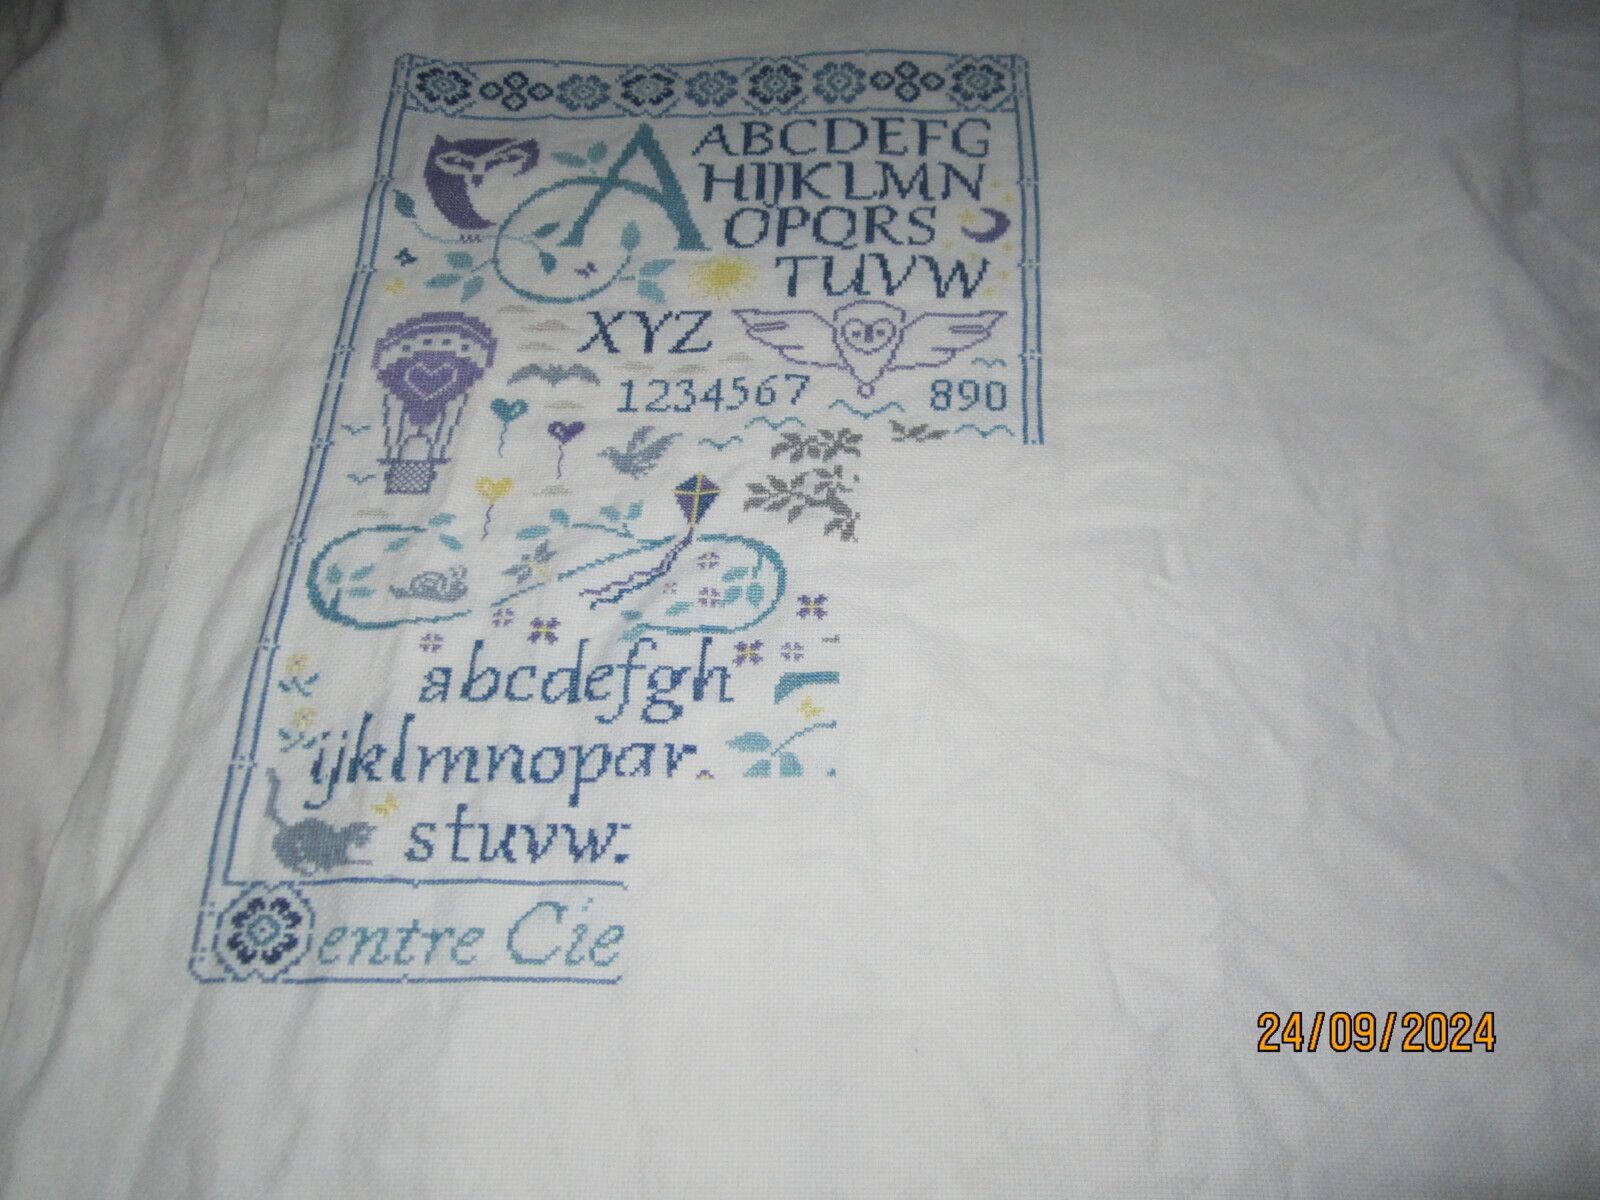 A
ABCDEFG
HIJKLMN
OPQRS
TUVW
XYZ
1234567 890
abcdefgh
ijklmnopqr
stuvw
entre Cie
24/09/2024